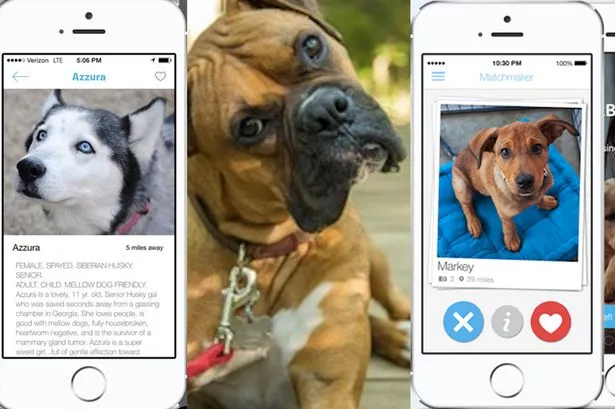 Verizon LTE
5:06 PM
Azzura
Azzura
5 miles away
FEMALE. SPAYED. SIBERIAN HUSKY.
SENIOR.
ADULT. CHILD. MELLOW DOG FRIENDLY.
Azzura is a lovely, 11 yr. old, Senior Husky gal
who was saved seconds away from a gassing
chamber in Georgia. She loves people, is
good with mellow dogs, fully housebroken,
heartworm negative, and is the survivor of a
mammary gland tumor. Azzura is a super
sweet girl...full of gentle affection toward
10:30 PM
100%
Matchmaker
Markey
3
39 miles
i